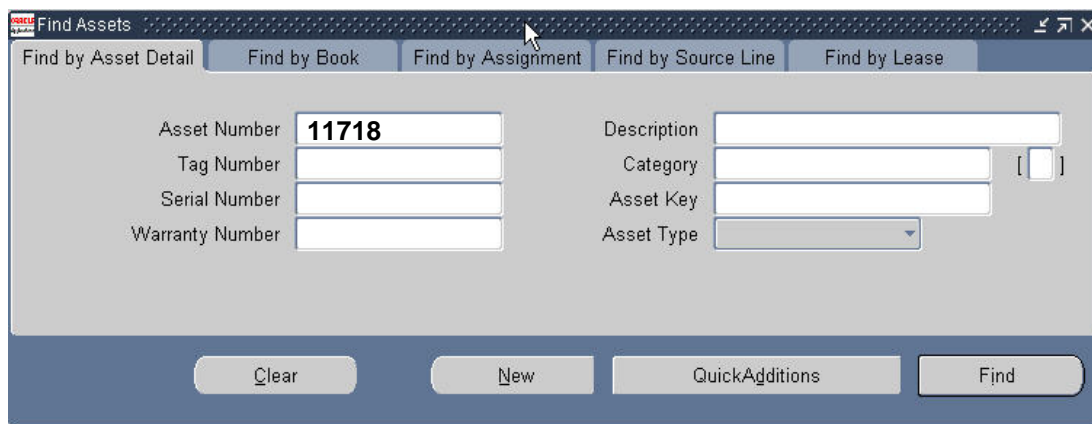 ORACLE Find Assets
Find by Asset Detail Find by Book Find by Assignment Find by Source Line Find by Lease
Asset Number 11718 Description
Tag Number Category [ ]
Serial Number Asset Key
Warranty Number Asset Type
Clear New QuickAdditions Find